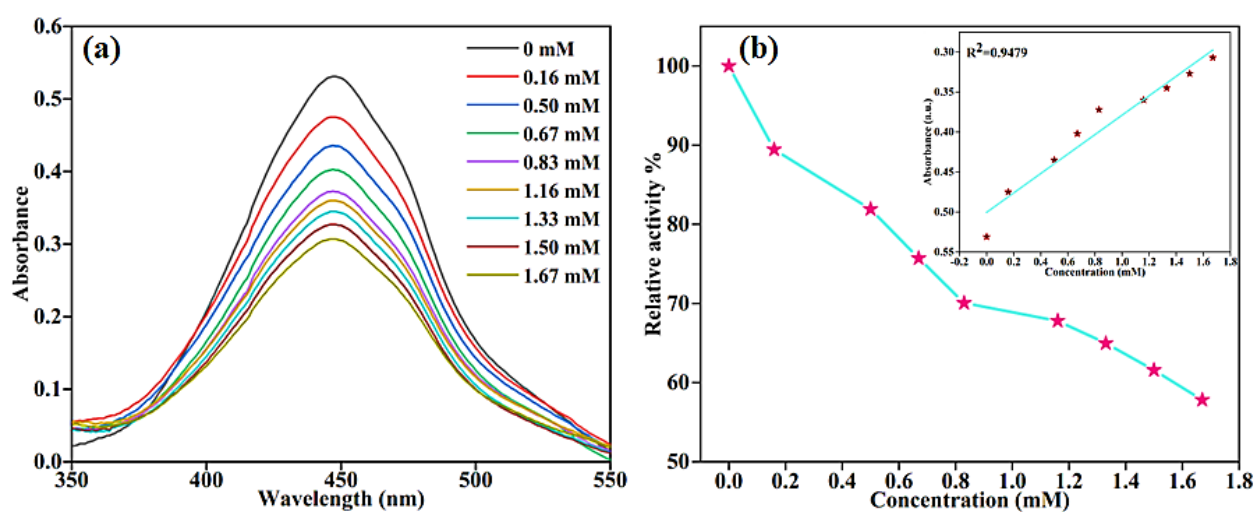 (a)
0.6
0.5
0.4
0.3
0.2
0.1
0.0
Absorbance
350
400
450
500
550
Wavelength (nm)
0 mM
0.16 mM
0.50 mM
0.67 mM
0.83 mM
1.16 mM
1.33 mM
1.50 mM
1.67 mM
(b)
100
90
80
70
60
50
Relative activity %
0.0
0.2
0.4
0.6
0.8
1.0
1.2
1.4
1.6
1.8
Concentration (mM)
R²=0.9479
0.30
0.35
0.40
0.45
0.50
0.55
Absorbance (a.u.)
-0.2
0.0
0.2
0.4
0.6
0.8
1.0
1.2
1.4
1.6
1.8
Concentration (mM)